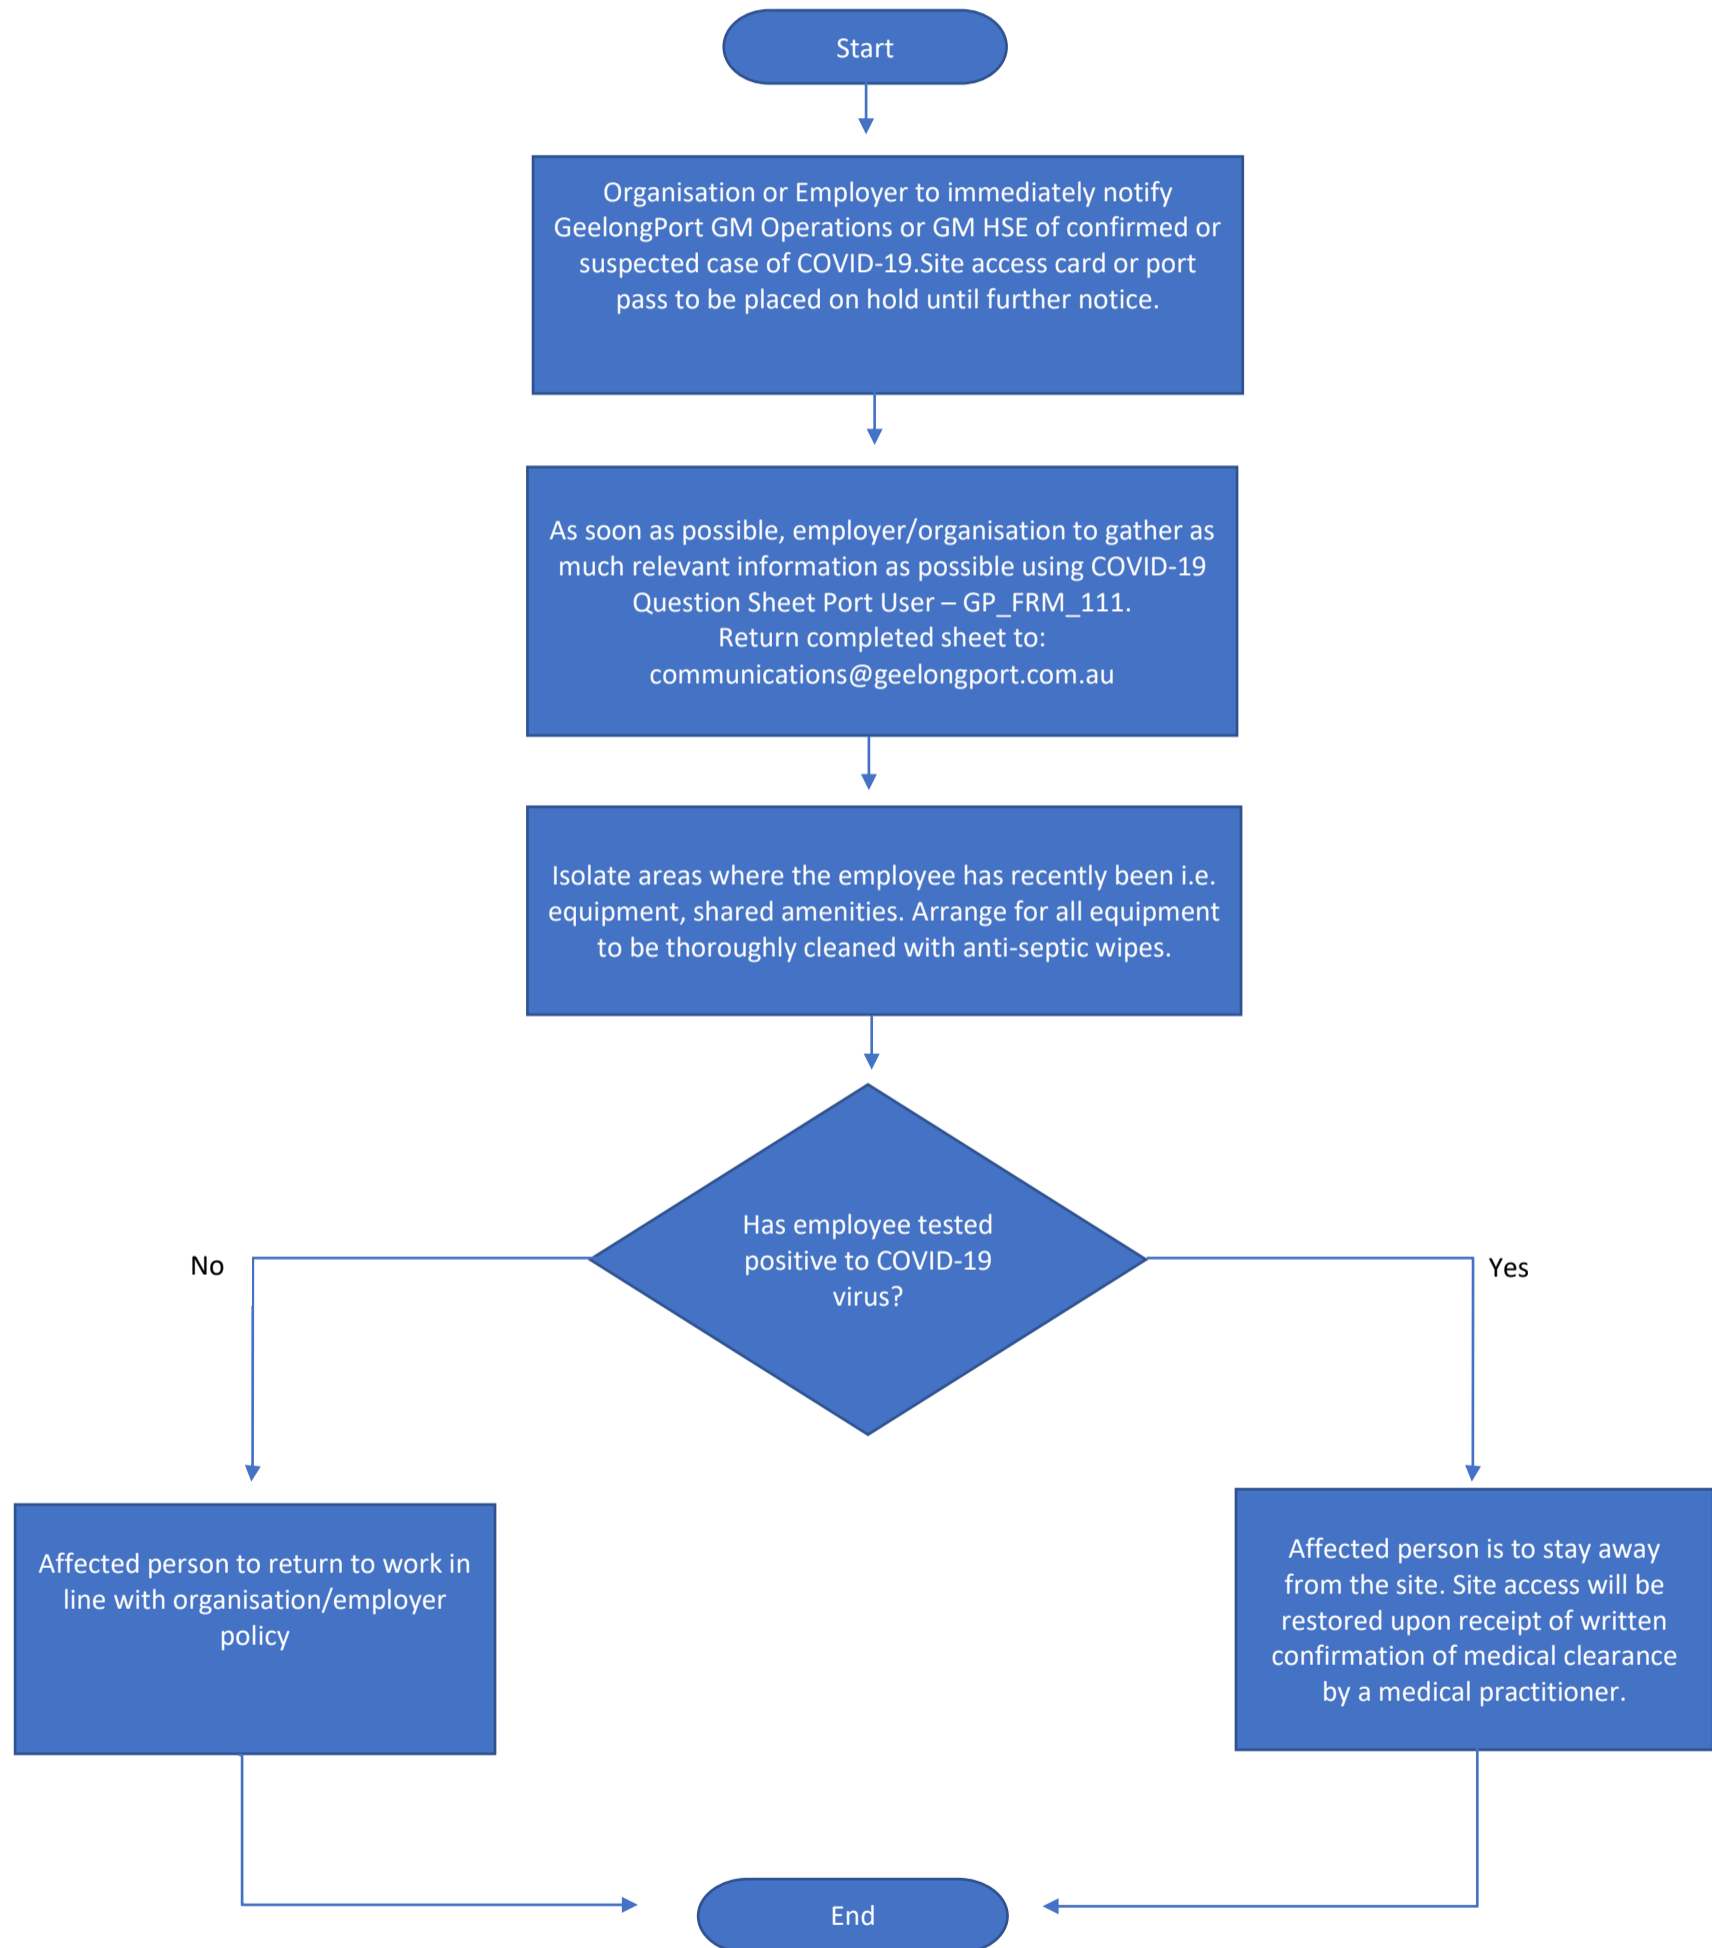 Start
Organisation or Employer to immediately notify
GeelongPort GM Operations or GM HSE of confirmed or
suspected case of COVID-19.Site access card or port
pass to be placed on hold until further notice.
As soon as possible, employer/organisation to gather as
much relevant information as possible using COVID-19
Question Sheet Port User – GP_FRM_111.
Return completed sheet to:
communications@geelongport.com.au
Isolate areas where the employee has recently been i.e.
equipment, shared amenities. Arrange for all equipment
to be thoroughly cleaned with anti-septic wipes.
Has employee tested
positive to COVID-19
virus?
No
Yes
Affected person to return to work in
line with organisation/employer
policy
Affected person is to stay away
from the site. Site access will be
restored upon receipt of written
confirmation of medical clearance
by a medical practitioner.
End